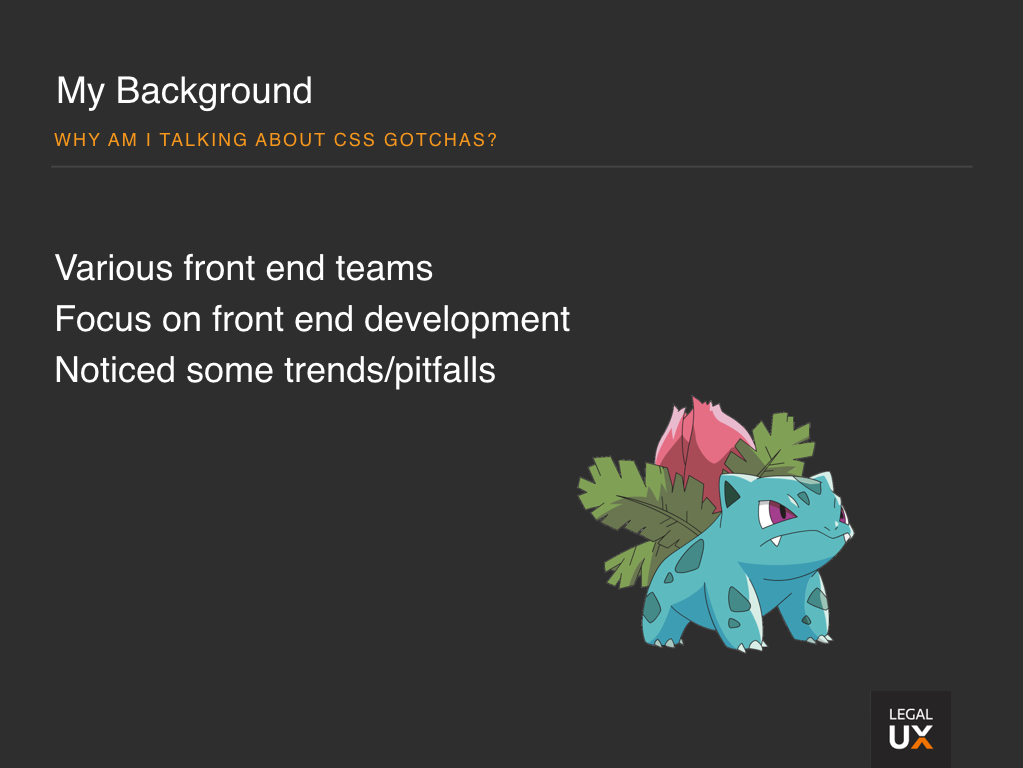 My Background
WHY AM I TALKING ABOUT CSS GOTCHAS?
Various front end teams
Focus on front end development
Noticed some trends/pitfalls
LEGAL
UX